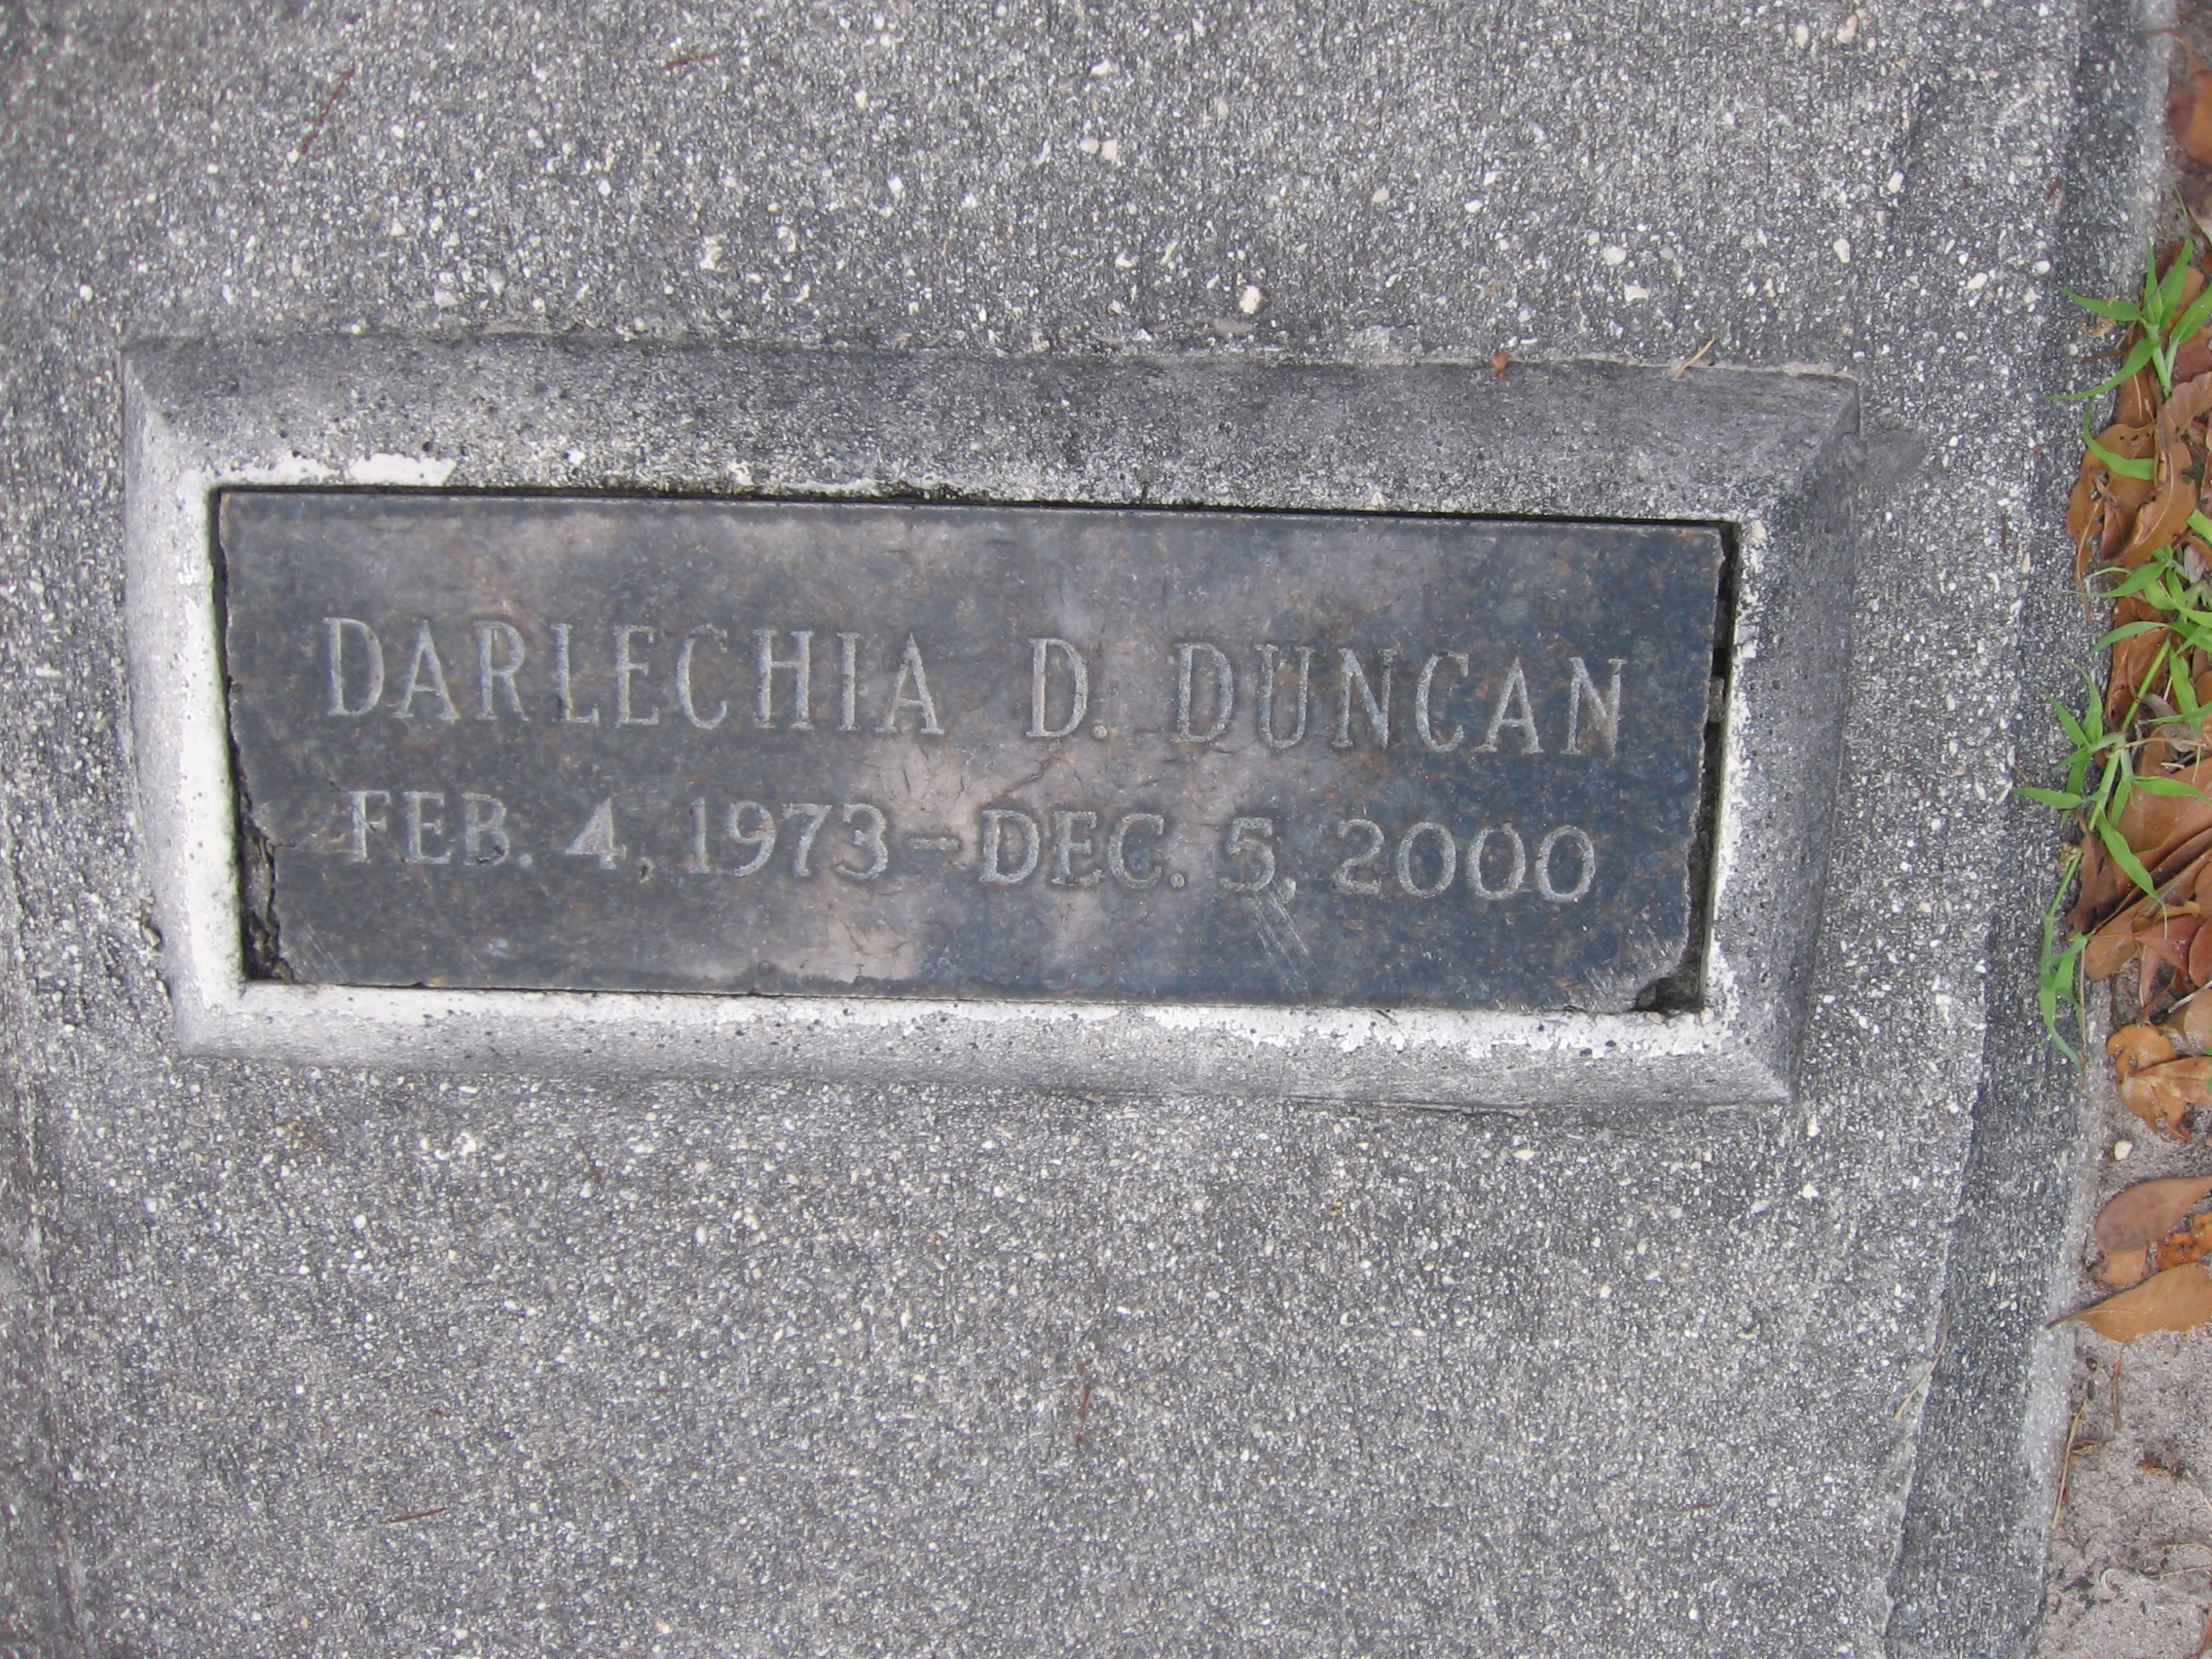 DARLECHIA D. DUNCAN
FEB. 4, 1973 - DEC. 5, 2000